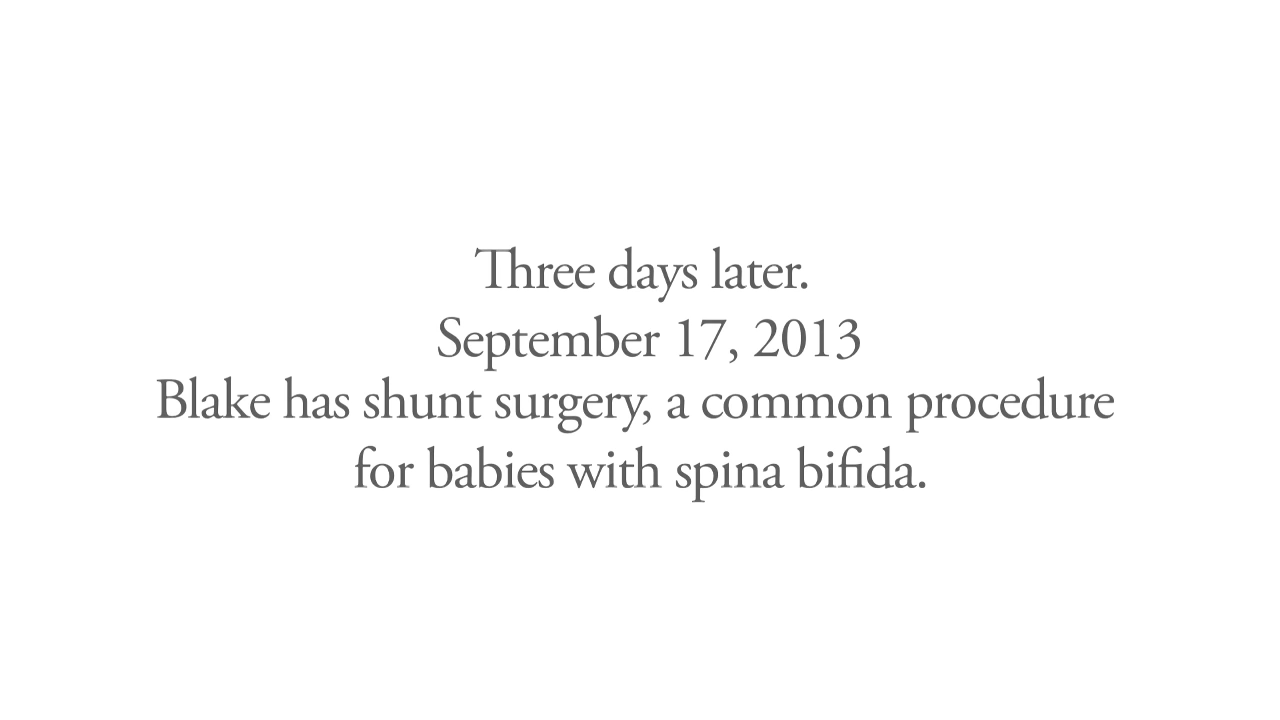 Three days later.
September 17, 2013
Blake has shunt surgery, a common procedure
for babies with spina bifida.